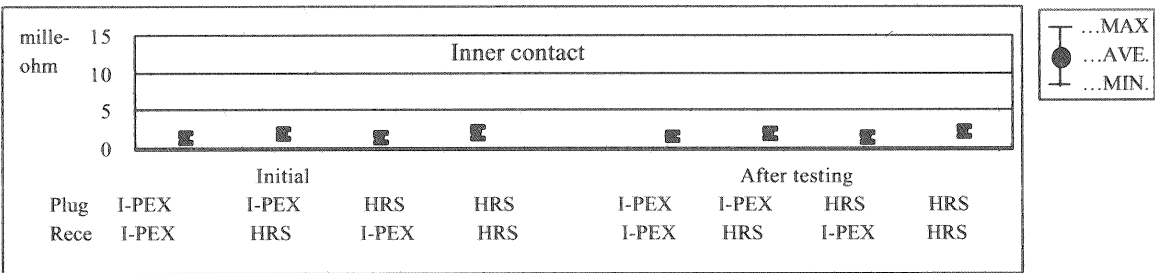 mille-
ohm
15
10
5
0
Inner contact
...MAX
...AVE.
...MIN.
Initial After testing
Plug I-PEX I-PEX HRS HRS I-PEX I-PEX HRS HRS
Rece I-PEX HRS I-PEX HRS I-PEX HRS I-PEX HRS